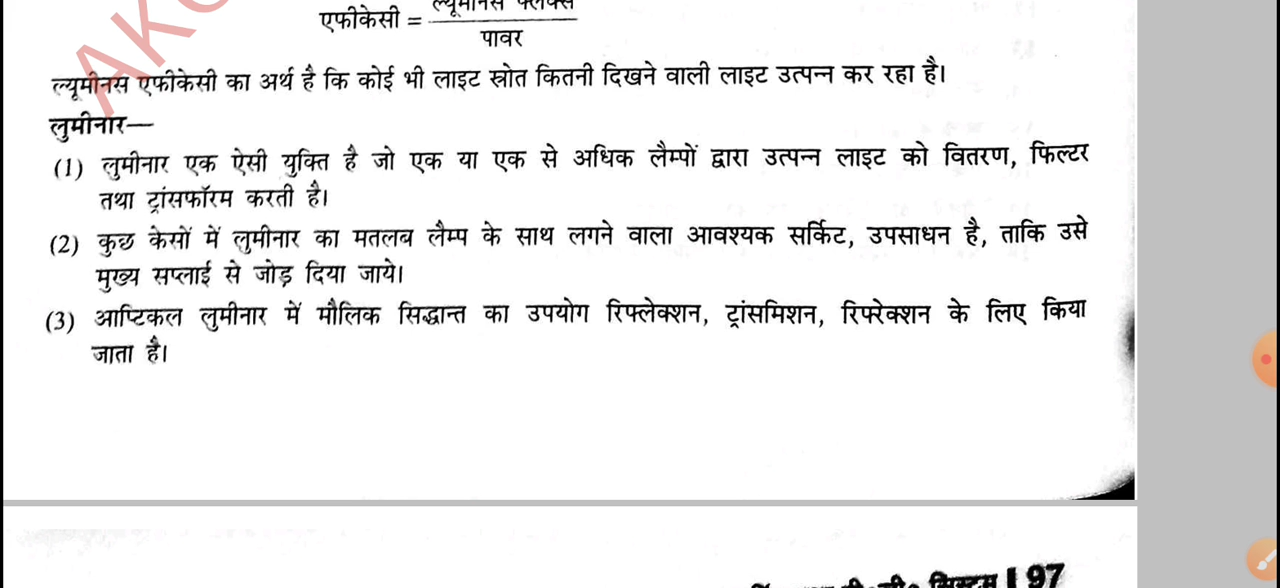 AKC
ल्यूमीनस फ्लक्स
एफीकेसी = 
पावर
ल्यूमीनस एफीकेसी का अर्थ है कि कोई भी लाइट स्रोत कितनी दिखने वाली लाइट उत्पन्न कर रहा है।
लुमीनार—
(1) लुमीनार एक ऐसी युक्ति है जो एक या एक से अधिक लैम्पों द्वारा उत्पन्न लाइट को वितरण, फिल्टर
तथा ट्रांसफॉरम करती है।
(2) कुछ केसों में लुमीनार का मतलब लैम्प के साथ लगने वाला आवश्यक सर्किट, उपसाधन है, ताकि उसे
मुख्य सप्लाई से जोड़ दिया जाये।
(3) आप्टिकल लुमीनार में मौलिक सिद्धान्त का उपयोग रिफ्लेक्शन, ट्रांसमिशन, रिफ्रेक्शन के लिए किया
जाता है।
सिस्टम | 97